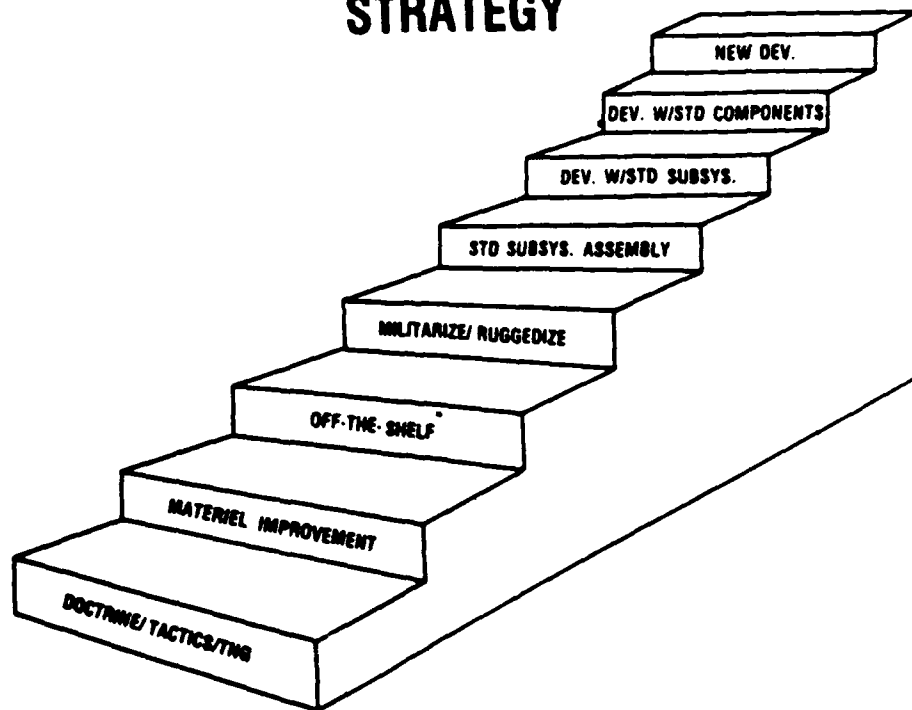 STRATEGY
NEW DEV.
DEV. W/STD COMPONENTS
DEV. W/STD SUBSYS.
STD SUBSYS. ASSEMBLY
MILITARIZE/ RUGGEDIZE
OFF-THE-SHELF
MATERIEL IMPROVEMENT
DOCTRINE/ TACTICS/TNG